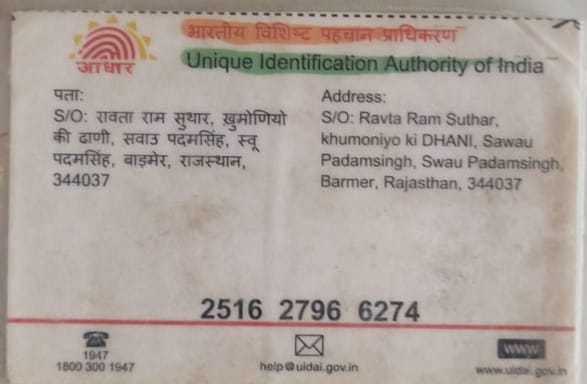 भारतीय विशिष्ट पहचान प्राधिकरण
आधार
Unique Identification Authority of India
पता:
S/O: रावता राम सुथार, खुमोणियो
की ढाणी, सवाउ पदमसिंह, स्वू
पदमसिंह, बाड़मेर, राजस्थान,
344037
Address:
S/O: Ravta Ram Suthar,
khumoniyo ki DHANI, Sawau
Padamsingh, Swau Padamsingh,
Barmer, Rajasthan, 344037
2516 2796 6274
1947
1800 300 1947
help@uidai.gov.in
WWW
www.uidai.gov.in